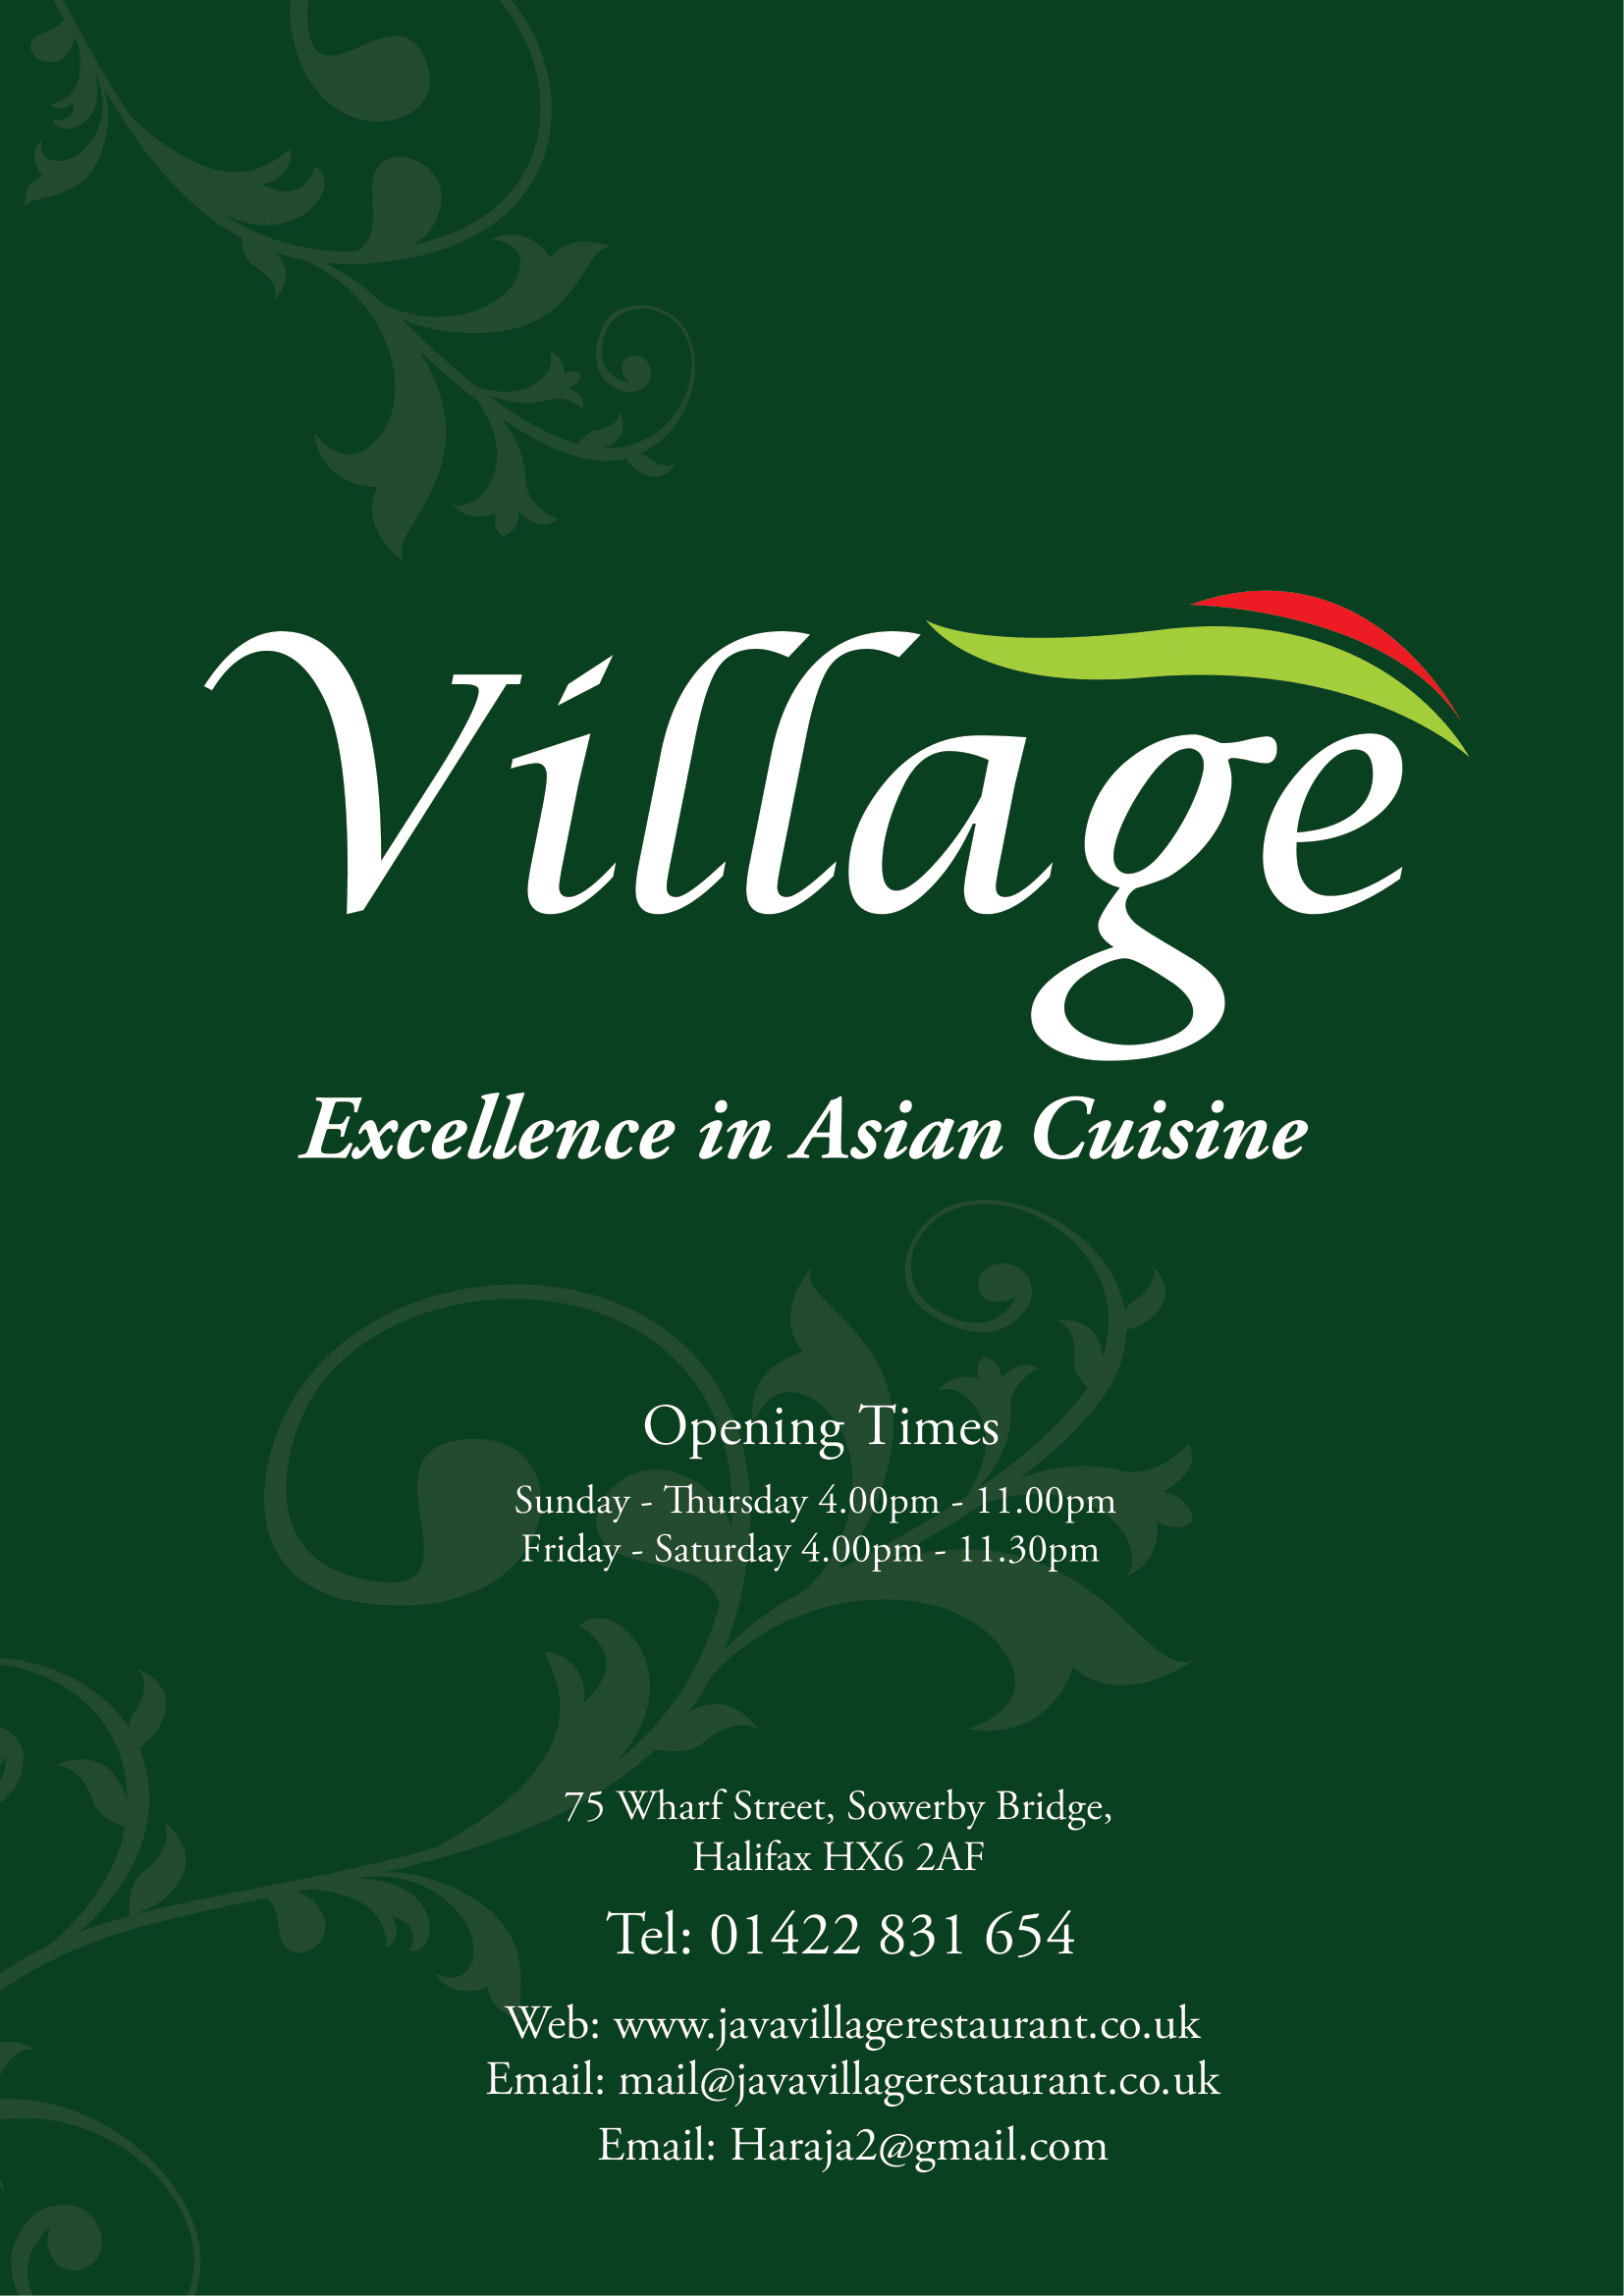 Village
Excellence in Asian Cuisine
Opening Times
Sunday - Thursday 4.00pm - 11.00pm
Friday - Saturday 4.00pm - 11.30pm
75 Wharf Street, Sowerby Bridge,
Halifax HX6 2AF
Tel: 01422 831 654
Web: www.javavillagerestaurant.co.uk
Email: mail@javavillagerestaurant.co.uk
Email: Haraja2@gmail.com